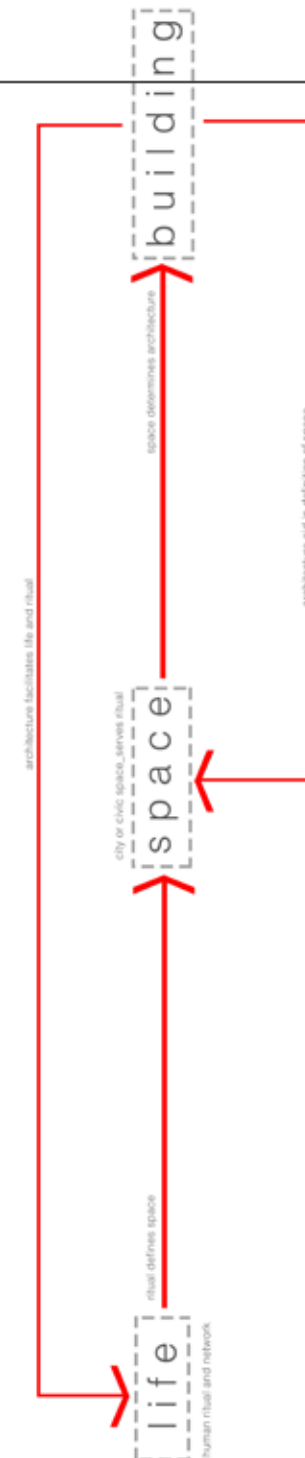 architecture facilitates life and ritual
city or civic space_serves ritual
life
ritual defines space
space
space determines architecture
building
human ritual and network